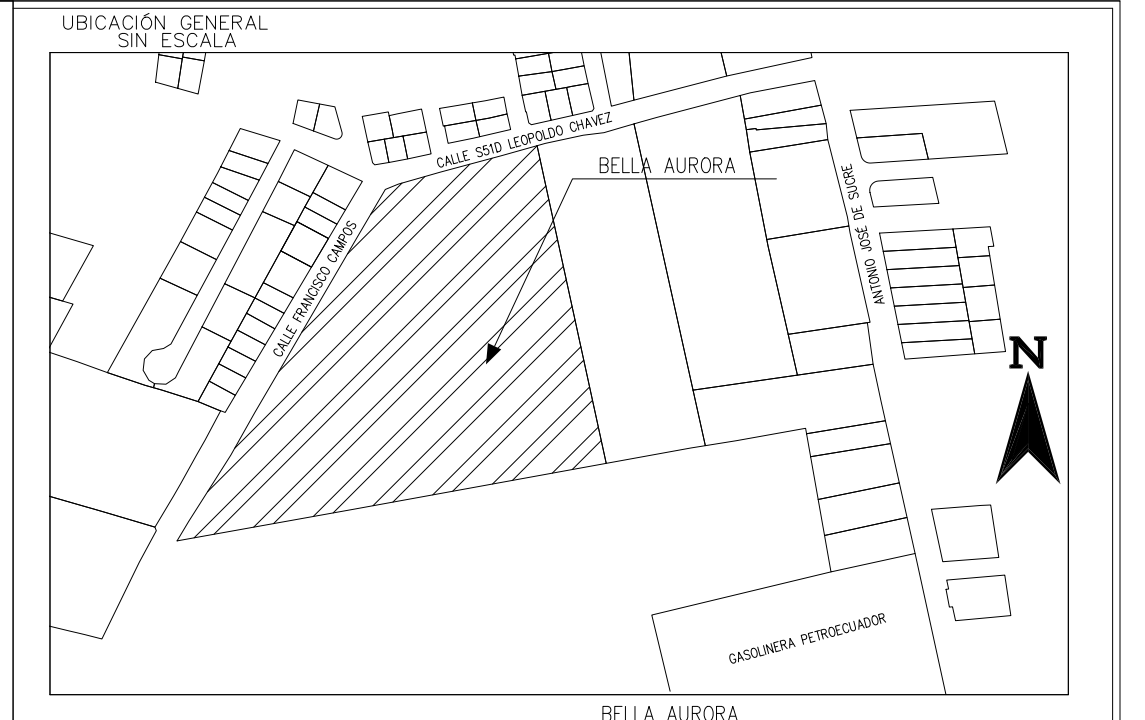 UBICACIÓN GENERAL
SIN ESCALA
CALLE S51D LEOPOLDO CHAVEZ
BELLA AURORA
CALLE FRANCISCO CAMPOS
ANTONIO JOSÉ DE SUCRE
N
GASOLINERA PETROECUADOR
BELLA AURORA